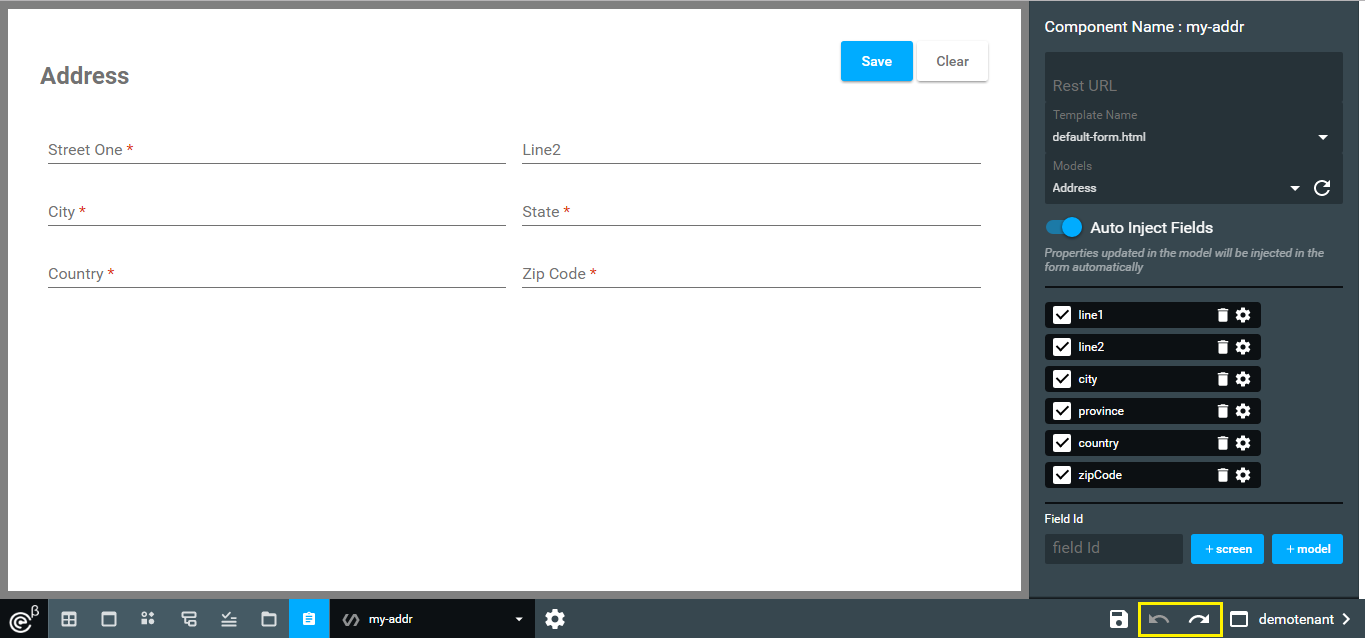 Address
Save
Clear
Street One *
Line2
City *
State *
Country *
Zip Code *
Component Name : my-addr
Rest URL
Template Name
default-form.html
Models
Address
Auto Inject Fields
Properties updated in the model will be injected in the
form automatically
line1
line2
city
province
country
zipCode
Field Id
field Id
+ screen
+ model
e β
my-addr
demotenant